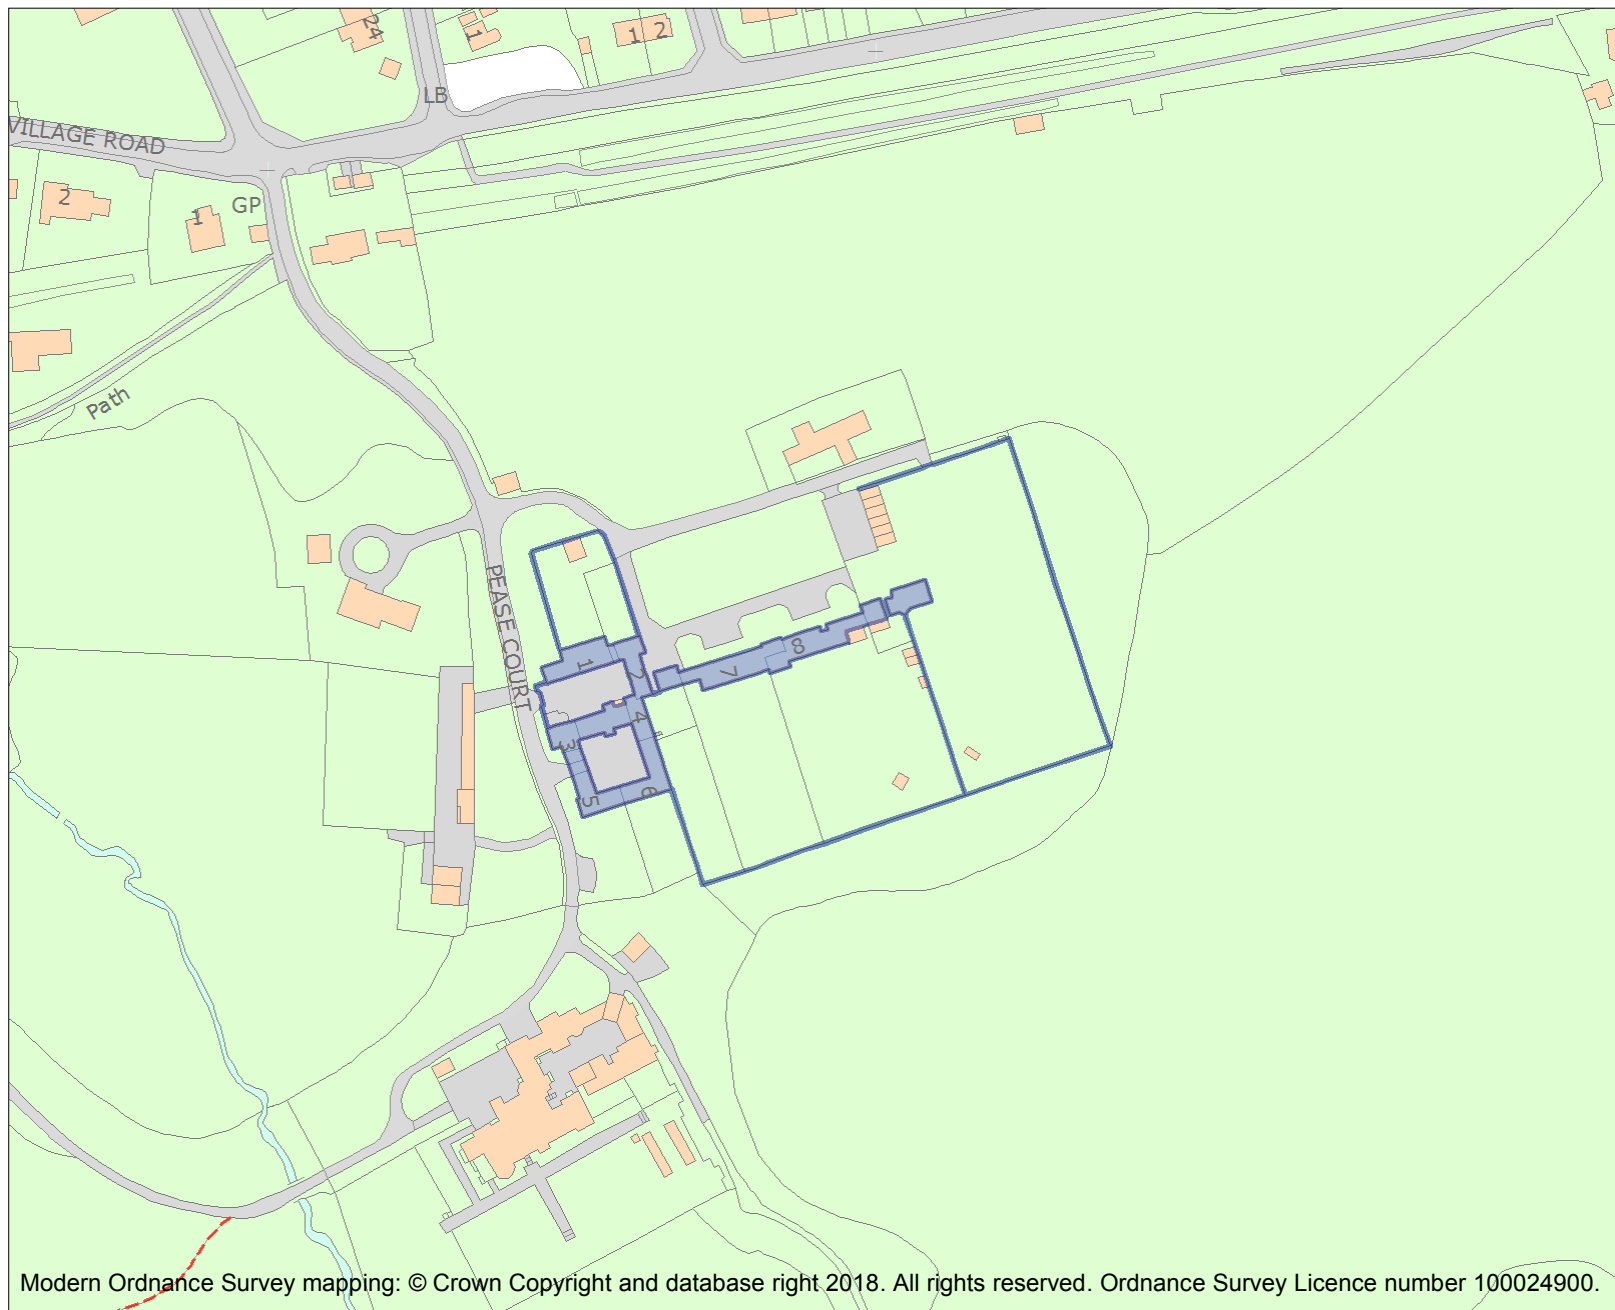 24
1
1 2
LB
VILLAGE ROAD
2
1
GP
Path
PEASE COURT
1
2
8
7
4
3
5
6
Modern Ordnance Survey mapping: © Crown Copyright and database right 2018. All rights reserved. Ordnance Survey Licence number 100024900.